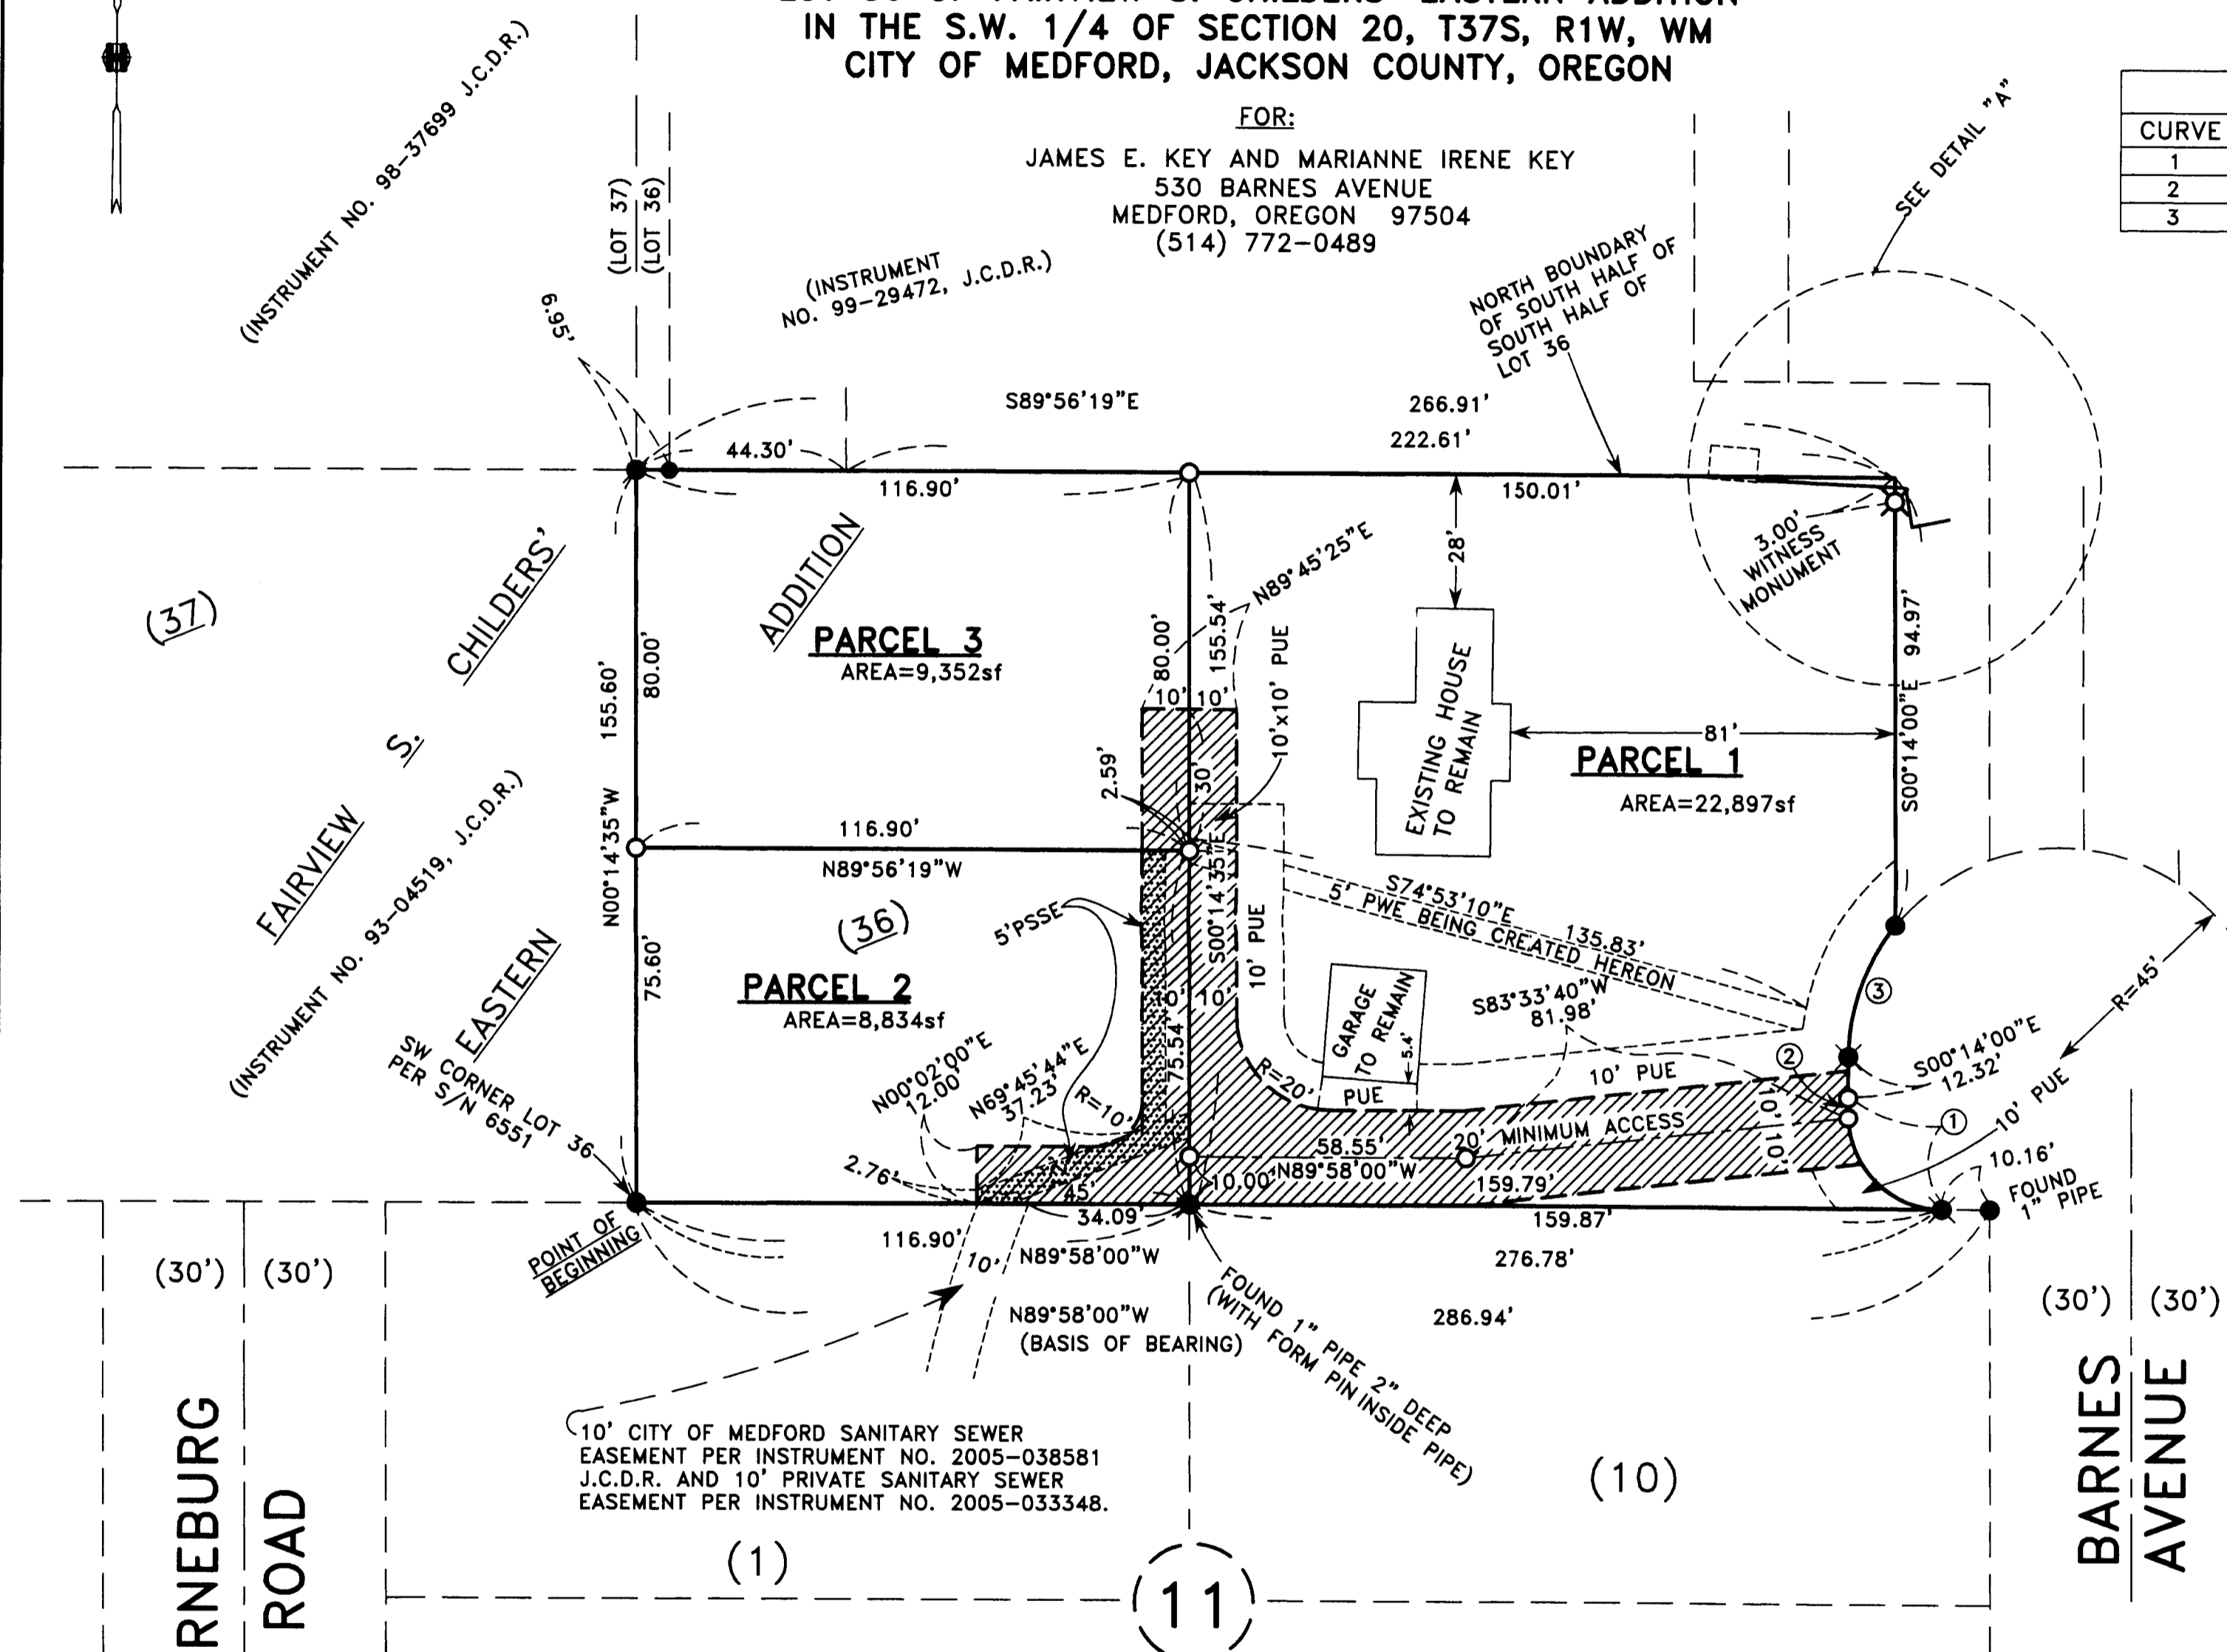 IN THE S.W. 1/4 OF SECTION 20, T37S, R1W, WM
CITY OF MEDFORD, JACKSON COUNTY, OREGON
FOR:
JAMES E. KEY AND MARIANNE IRENE KEY
530 BARNES AVENUE
MEDFORD, OREGON 97504
(514) 772-0489
CURVE
1
2
3
(INSTRUMENT NO. 98-37699 J.C.D.R.)
(LOT 37)
(LOT 36)
6.95'
(INSTRUMENT
NO. 99-29472, J.C.D.R.)
NORTH BOUNDARY
OF SOUTH HALF OF
SOUTH HALF OF
LOT 36
SEE DETAIL "A"
S89°56'19"E
266.91'
44.30'
222.61'
116.90'
150.01'
3.00'
WITNESS
MONUMENT
28'
(37)
FAIRVIEW
S.
CHILDERS'
EASTERN
ADDITION
PARCEL 3
AREA=9,352sf
155.60'
80.00'
N00°14'35"W
75.60'
80.00'
155.54'
N89°45'25"E
10'
10'
10'x10' PUE
30'
2.59'
S00°14'35"E
EXISTING HOUSE
TO REMAIN
81'
PARCEL 1
AREA=22,897sf
94.97'
S00°14'00"E
116.90'
N89°56'19"W
(36)
PARCEL 2
AREA=8,834sf
5'PSSE
10'
10'
75.54'
10' PUE
S74°53'10"E
135.83'
5' PWE BEING CREATED HEREON
GARAGE
TO REMAIN
5.4'
S83°33'40"W
81.98'
3
R=45'
(INSTRUMENT NO. 93-04519, J.C.D.R.)
SW CORNER LOT 36
PER S/N 6551
N00°02'00"E
12.00'
N69°45'44"E
37.23'
R=10'
R=20'
PUE
10' PUE
2
S00°14'00"E
12.32'
1
10' PUE
10'
10'
20' MINIMUM ACCESS
58.55'
N89°58'00"W
10.00'
159.79'
10.16'
FOUND
1" PIPE
2.76'
45'
34.09'
159.87'
POINT OF
BEGINNING
116.90'
N89°58'00"W
276.78'
10'
N89°58'00"W
(BASIS OF BEARING)
286.94'
FOUND 1" PIPE 2" DEEP
(WITH FORM PIN INSIDE PIPE)
(30')
(30')
(30')
(30')
10' CITY OF MEDFORD SANITARY SEWER
EASEMENT PER INSTRUMENT NO. 2005-038581
J.C.D.R. AND 10' PRIVATE SANITARY SEWER
EASEMENT PER INSTRUMENT NO. 2005-033348.
RNEBURG
ROAD
(1)
11
(10)
BARNES
AVENUE